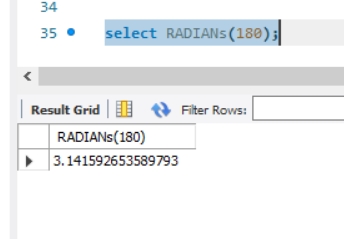 34
35 select RADIANs(180);
Result Grid Filter Rows:
RADIANs(180)
3.141592653589793